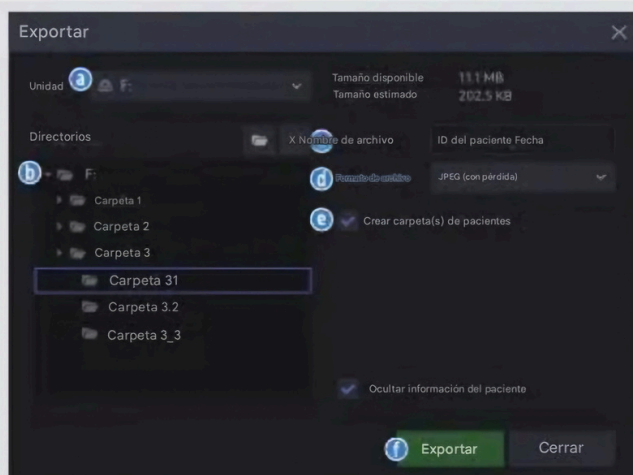 Exportar
Unidad a F:
Tamaño disponible 11.1 MB
Tamaño estimado 202.5 KB
Directorios
X Nombre de archivo ID del paciente Fecha
b F:
d Formato de archivo JPEG (con pérdida)
Carpeta 1
e Crear carpeta(s) de pacientes
Carpeta 2
Carpeta 3
Carpeta 31
Carpeta 3.2
Carpeta 3_3
Ocultar información del paciente
f Exportar Cerrar